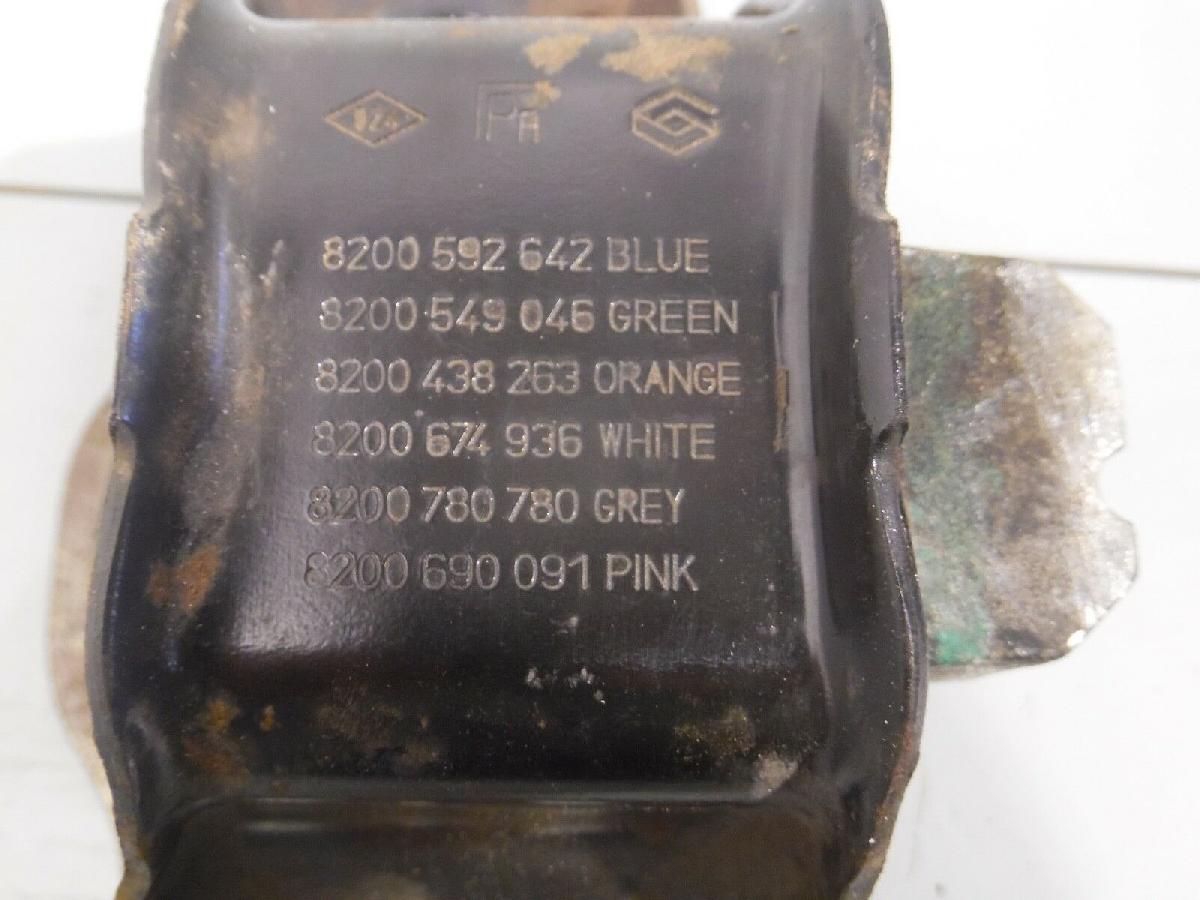 PA
8200 592 642 BLUE
8200 549 046 GREEN
8200 438 263 ORANGE
8200 674 936 WHITE
8200 780 780 GREY
8200 690 091 PINK